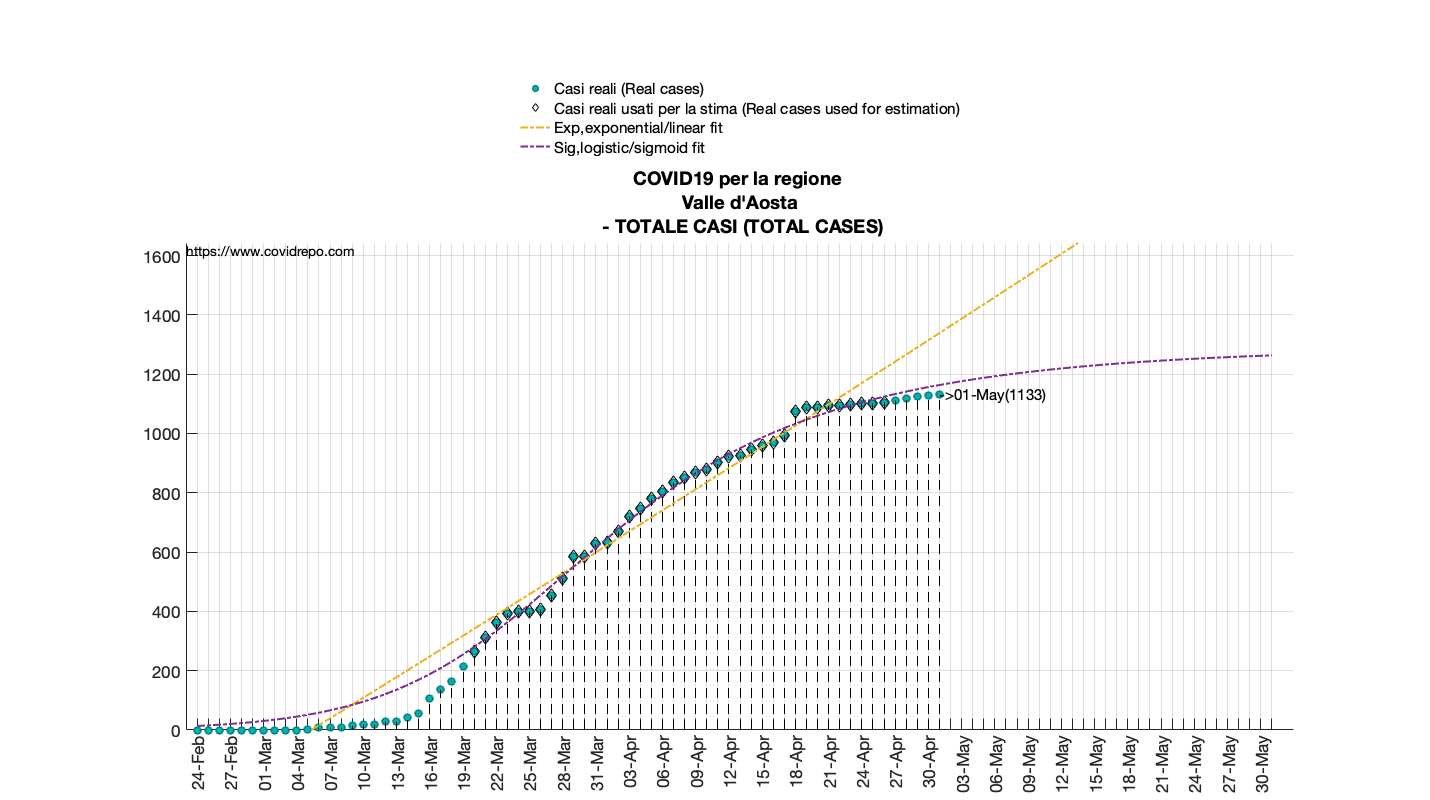 Casi reali (Real cases)
Casi reali usati per la stima (Real cases used for estimation)
Exp,exponential/linear fit
Sig,logistic/sigmoid fit
COVID19 per la regione
Valle d'Aosta
- TOTALE CASI (TOTAL CASES)
https://www.covidrepo.com
1600
1400
1200
1000
800
600
400
200
0
->01-May(1133)
24-Feb
27-Feb
01-Mar
04-Mar
07-Mar
10-Mar
13-Mar
16-Mar
19-Mar
22-Mar
25-Mar
28-Mar
31-Mar
03-Apr
06-Apr
09-Apr
12-Apr
15-Apr
18-Apr
21-Apr
24-Apr
27-Apr
30-Apr
03-May
06-May
09-May
12-May
15-May
18-May
21-May
24-May
27-May
30-May